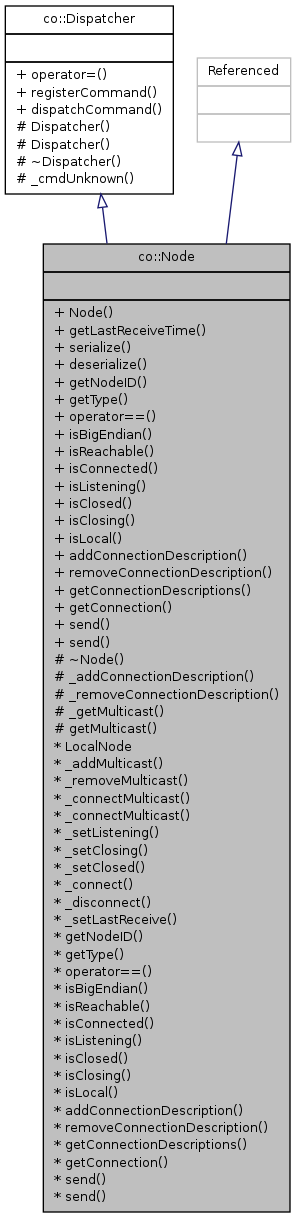 co::Dispatcher
+ operator=()
+ registerCommand()
+ dispatchCommand()
# Dispatcher()
# Dispatcher()
# ~Dispatcher()
# _cmdUnknown()
Referenced
co::Node
+ Node()
+ getLastReceiveTime()
+ serialize()
+ deserialize()
+ getNodeID()
+ getType()
+ operator==()
+ isBigEndian()
+ isReachable()
+ isConnected()
+ isListening()
+ isClosed()
+ isClosing()
+ isLocal()
+ addConnectionDescription()
+ removeConnectionDescription()
+ getConnectionDescriptions()
+ getConnection()
+ send()
+ send()
# ~Node()
# _addConnectionDescription()
# _removeConnectionDescription()
# _getMulticast()
# getMulticast()
* LocalNode
* _addMulticast()
* _removeMulticast()
* _connectMulticast()
* _connectMulticast()
* _setListening()
* _setClosing()
* _setClosed()
* _connect()
* _disconnect()
* _setLastReceive()
* getNodeID()
* getType()
* operator==()
* isBigEndian()
* isReachable()
* isConnected()
* isListening()
* isClosed()
* isClosing()
* isLocal()
* addConnectionDescription()
* removeConnectionDescription()
* getConnectionDescriptions()
* getConnection()
* send()
* send()